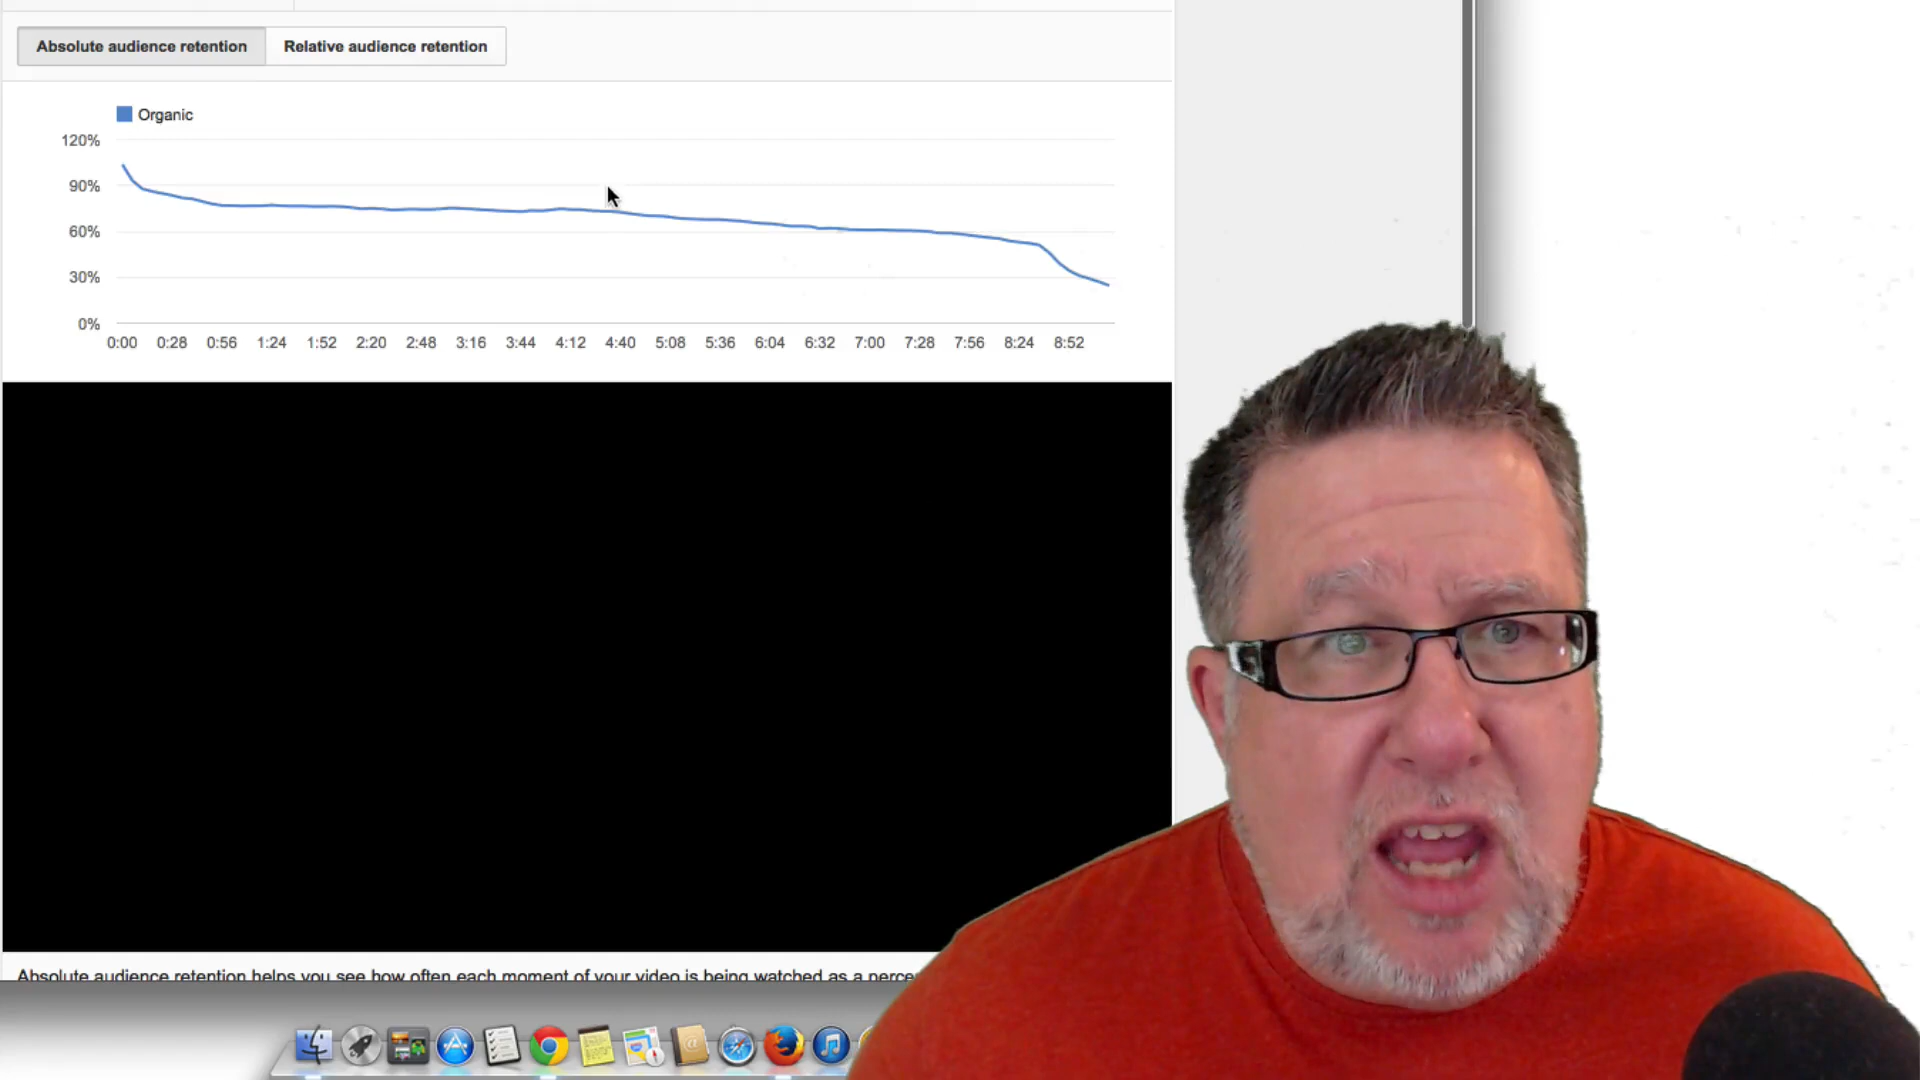 Absolute audience retention Relative audience retention
Organic
120%
90%
60%
30%
0%
0:00 0:28 0:56 1:24 1:52 2:20 2:48 3:16 3:44 4:12 4:40 5:08 5:36 6:04 6:32 7:00 7:28 7:56 8:24 8:52
Absolute audience retention helps you see how often each moment of your video is being watched as a